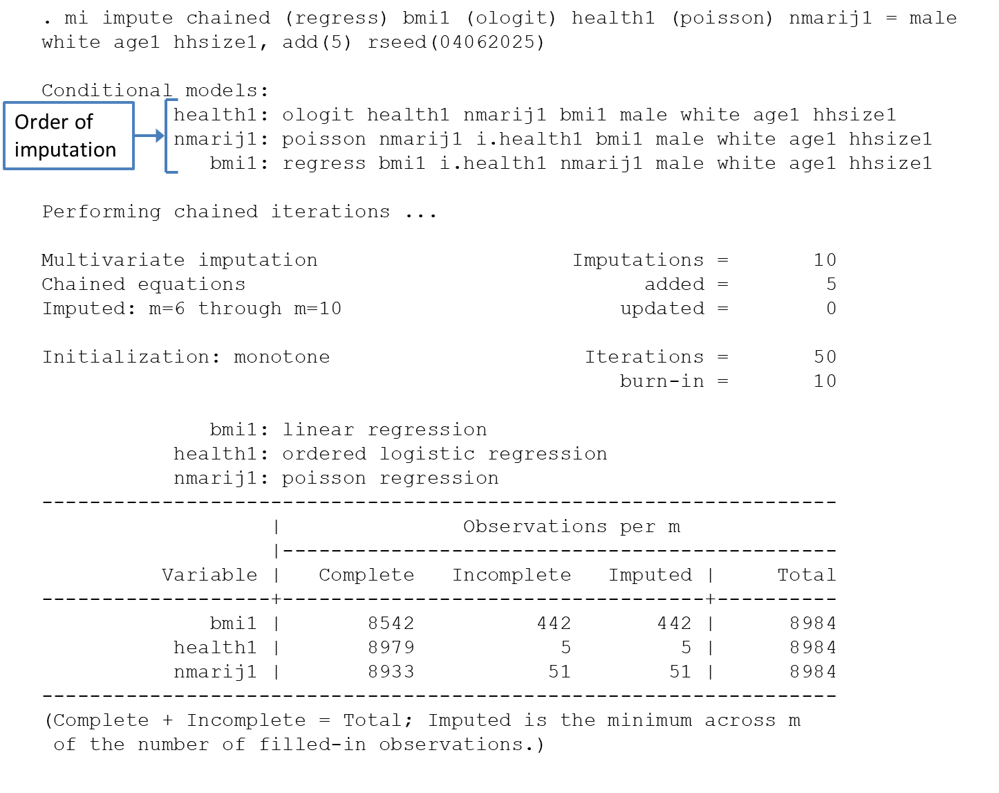 . mi impute chained (regress) bmi1 (ologit) health1 (poisson) nmarij1 = male
white age1 hhsize1, add(5) rseed(04062025)
Conditional models:
Order of
imputation
health1: ologit health1 nmarij1 bmi1 male white age1 hhsize1
nmarij1: poisson nmarij1 i.health1 bmi1 male white age1 hhsize1
bmi1: regress bmi1 i.health1 nmarij1 male white age1 hhsize1
Performing chained iterations ...
Multivariate imputation Imputations = 10
Chained equations added = 5
Imputed: m=6 through m=10 updated = 0
Initialization: monotone Iterations = 50
burn-in = 10
bmi1: linear regression
health1: ordered logistic regression
nmarij1: poisson regression
------------------------------------------------------------------
| Observations per m
|----------------------------------------------
Variable | Complete Incomplete Imputed | Total
-------------------+-----------------------------------+----------
bmi1 | 8542 442 442 | 8984
health1 | 8979 5 5 | 8984
nmarij1 | 8933 51 51 | 8984
------------------------------------------------------------------
(Complete + Incomplete = Total; Imputed is the minimum across m
of the number of filled-in observations.)